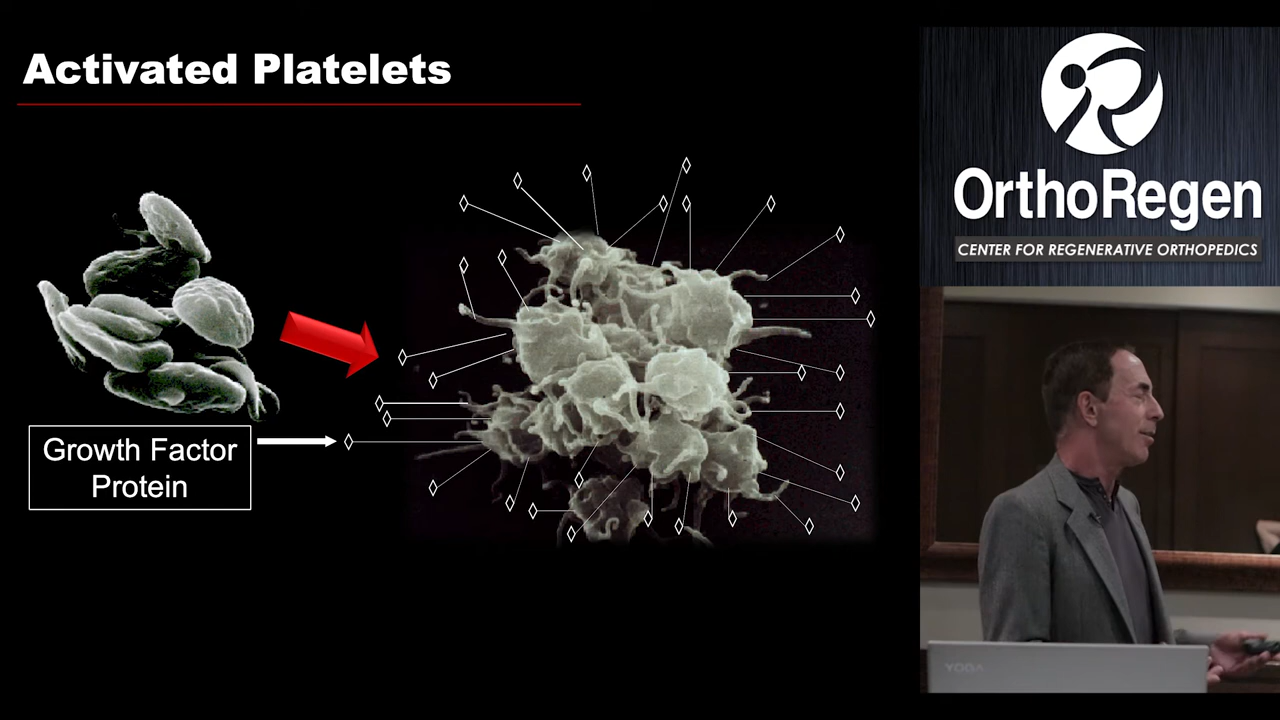 Activated Platelets
Growth Factor
Protein
OrthoRegen
CENTER FOR REGENERATIVE ORTHOPEDICS
YOGA